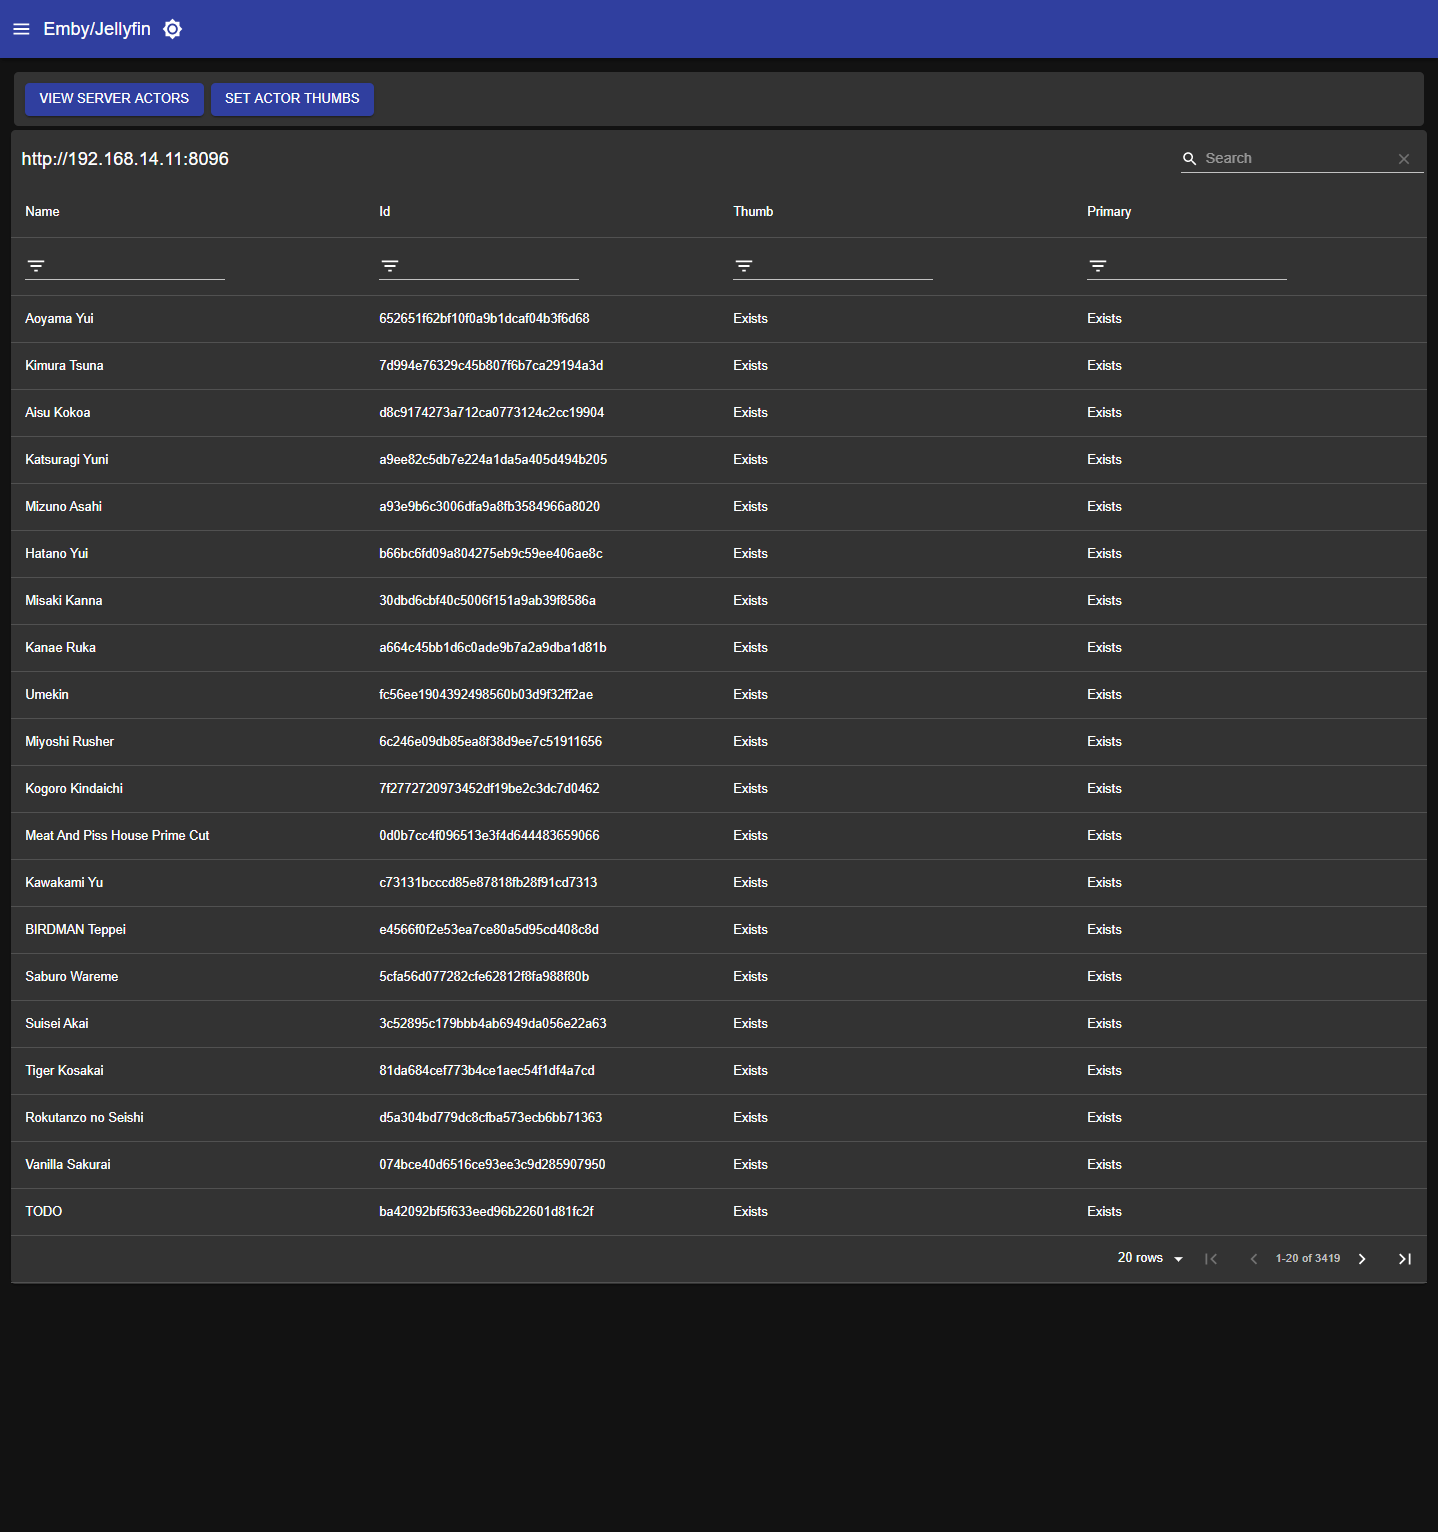 Emby/Jellyfin
VIEW SERVER ACTORS SET ACTOR THUMBS
http://192.168.14.11:8096 Search
Name Id Thumb Primary
Aoyama Yui 652651f62bf10f0a9b1dcaf04b3f6d68 Exists Exists
Kimura Tsuna 7d994e76329c45b807f6b7ca29194a3d Exists Exists
Aisu Kokoa d8c9174273a712ca0773124c2cc19904 Exists Exists
Katsuragi Yuni a9ee82c5db7e224a1da5a405d494b205 Exists Exists
Mizuno Asahi a93e9b6c3006dfa9a8fb3584966a8020 Exists Exists
Hatano Yui b66bc6fd09a804275eb9c59ee406ae8c Exists Exists
Misaki Kanna 30dbd6cbf40c5006f151a9ab39f8586a Exists Exists
Kanae Ruka a664c45bb1d6c0ade9b7a2a9dba1d81b Exists Exists
Umekin fc56ee1904392498560b03d9f32ff2ae Exists Exists
Miyoshi Rusher 6c246e09db85ea8f38d9ee7c51911656 Exists Exists
Kogoro Kindaichi 7f2772720973452df19be2c3dc7d0462 Exists Exists
Meat And Piss House Prime Cut 0d0b7cc4f096513e3f4d644483659066 Exists Exists
Kawakami Yu c73131bcccd85e87818fb28f91cd7313 Exists Exists
BIRDMAN Teppei e4566f0f2e53ea7ce80a5d95cd408c8d Exists Exists
Saburo Wareme 5cfa56d077282cfe62812f8fa988f80b Exists Exists
Suisei Akai 3c52895c179bbb4ab6949da056e22a63 Exists Exists
Tiger Kosakai 81da684cef773b4ce1aec54f1df4a7cd Exists Exists
Rokutanzo no Seishi d5a304bd779dc8cfba573ecb6bb71363 Exists Exists
Vanilla Sakurai 074bce40d6516ce93ee3c9d285907950 Exists Exists
TODO ba42092bf5f633eed96b22601d81fc2f Exists Exists
20 rows 1-20 of 3419